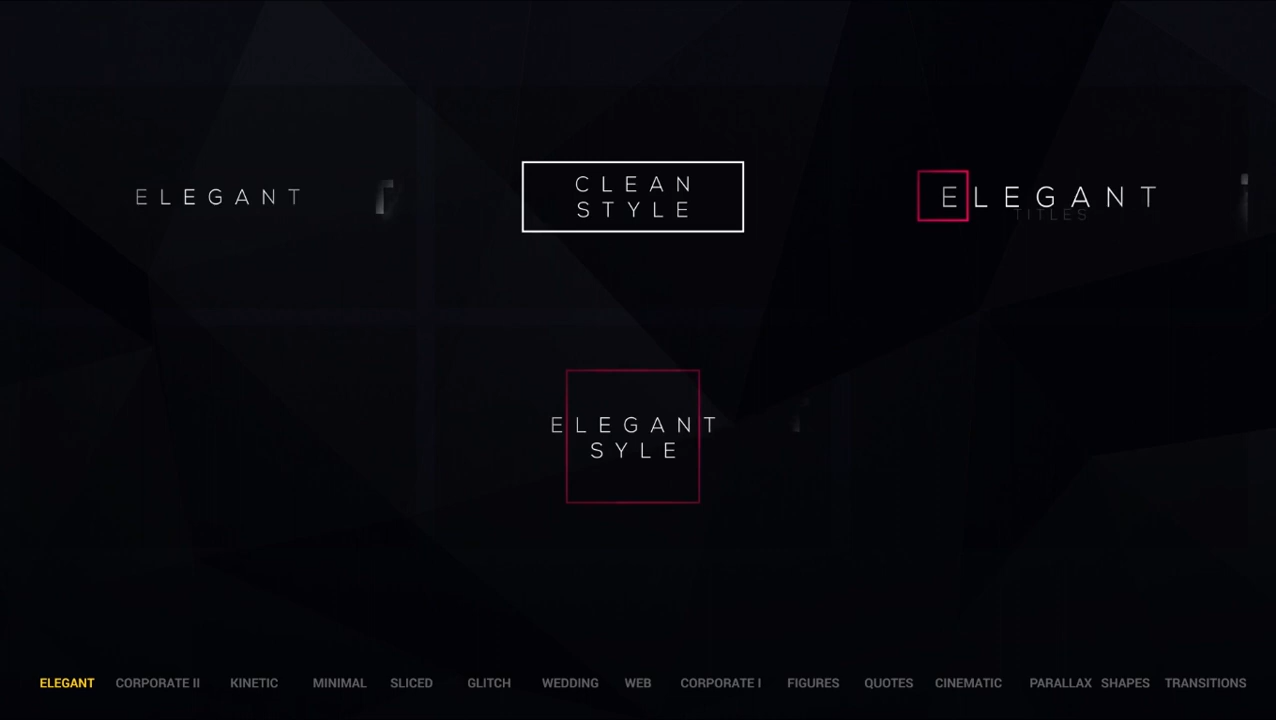 ELEGANT
CLEAN
STYLE
ELEGANT
TITLES
ELEGANT
SYLE
ELEGANT CORPORATE II KINETIC MINIMAL SLICED GLITCH WEDDING WEB CORPORATE I FIGURES QUOTES CINEMATIC PARALLAX SHAPES TRANSITIONS